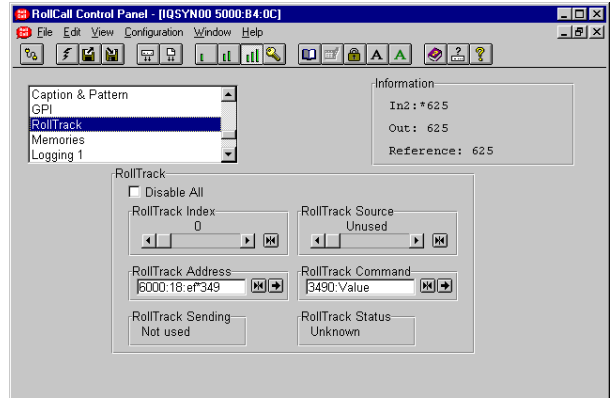 RollCall Control Panel - [IQSYN00 5000:B4:0C]
File Edit View Configuration Window Help
A A
Caption & Pattern
GPI
RollTrack
Memories
Logging 1
Information
In2:*625
Out: 625
Reference: 625
RollTrack
Disable All
RollTrack Index
0
RollTrack Source
Unused
RollTrack Address
6000:18:ef*349
RollTrack Command
3490:Value
RollTrack Sending
Not used
RollTrack Status
Unknown